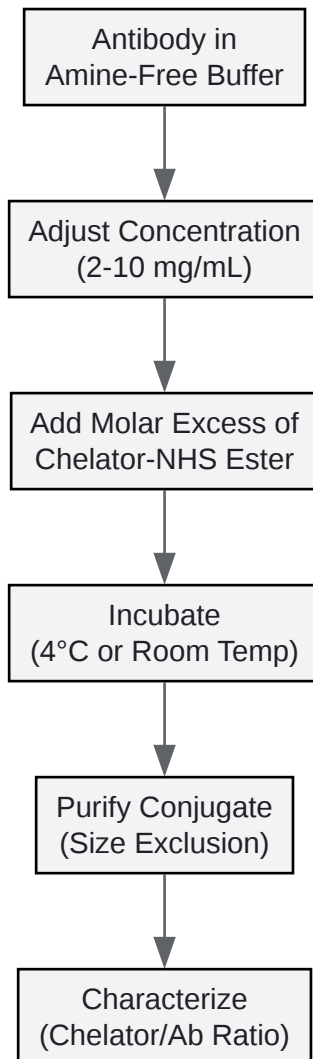 Antibody in
Amine-Free Buffer
Adjust Concentration
(2-10 mg/mL)
Add Molar Excess of
Chelator-NHS Ester
Incubate
(4°C or Room Temp)
Purify Conjugate
(Size Exclusion)
Characterize
(Chelator/Ab Ratio)